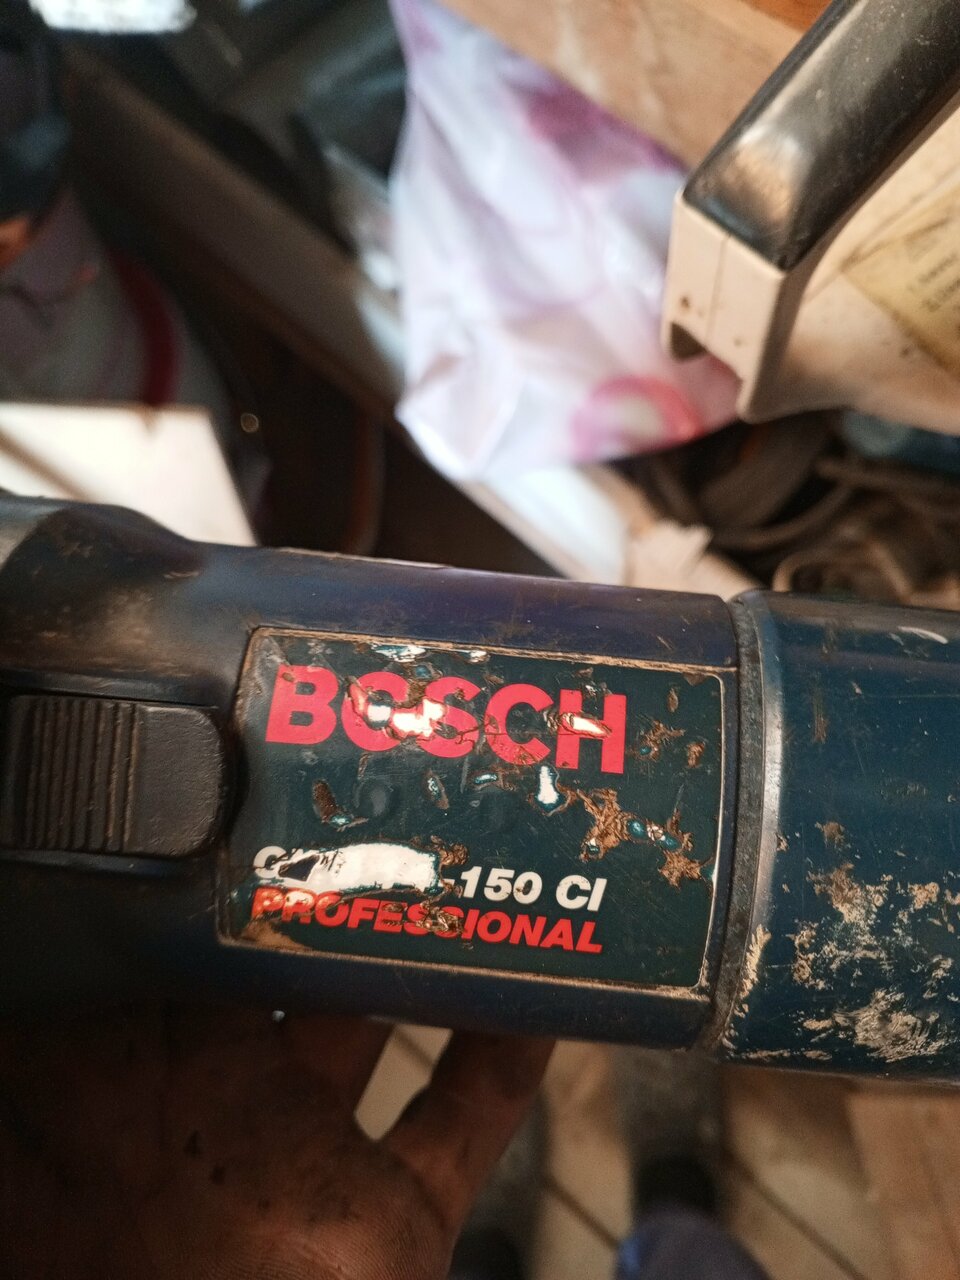 BOSCH
-150 CI
PROFESSIONAL